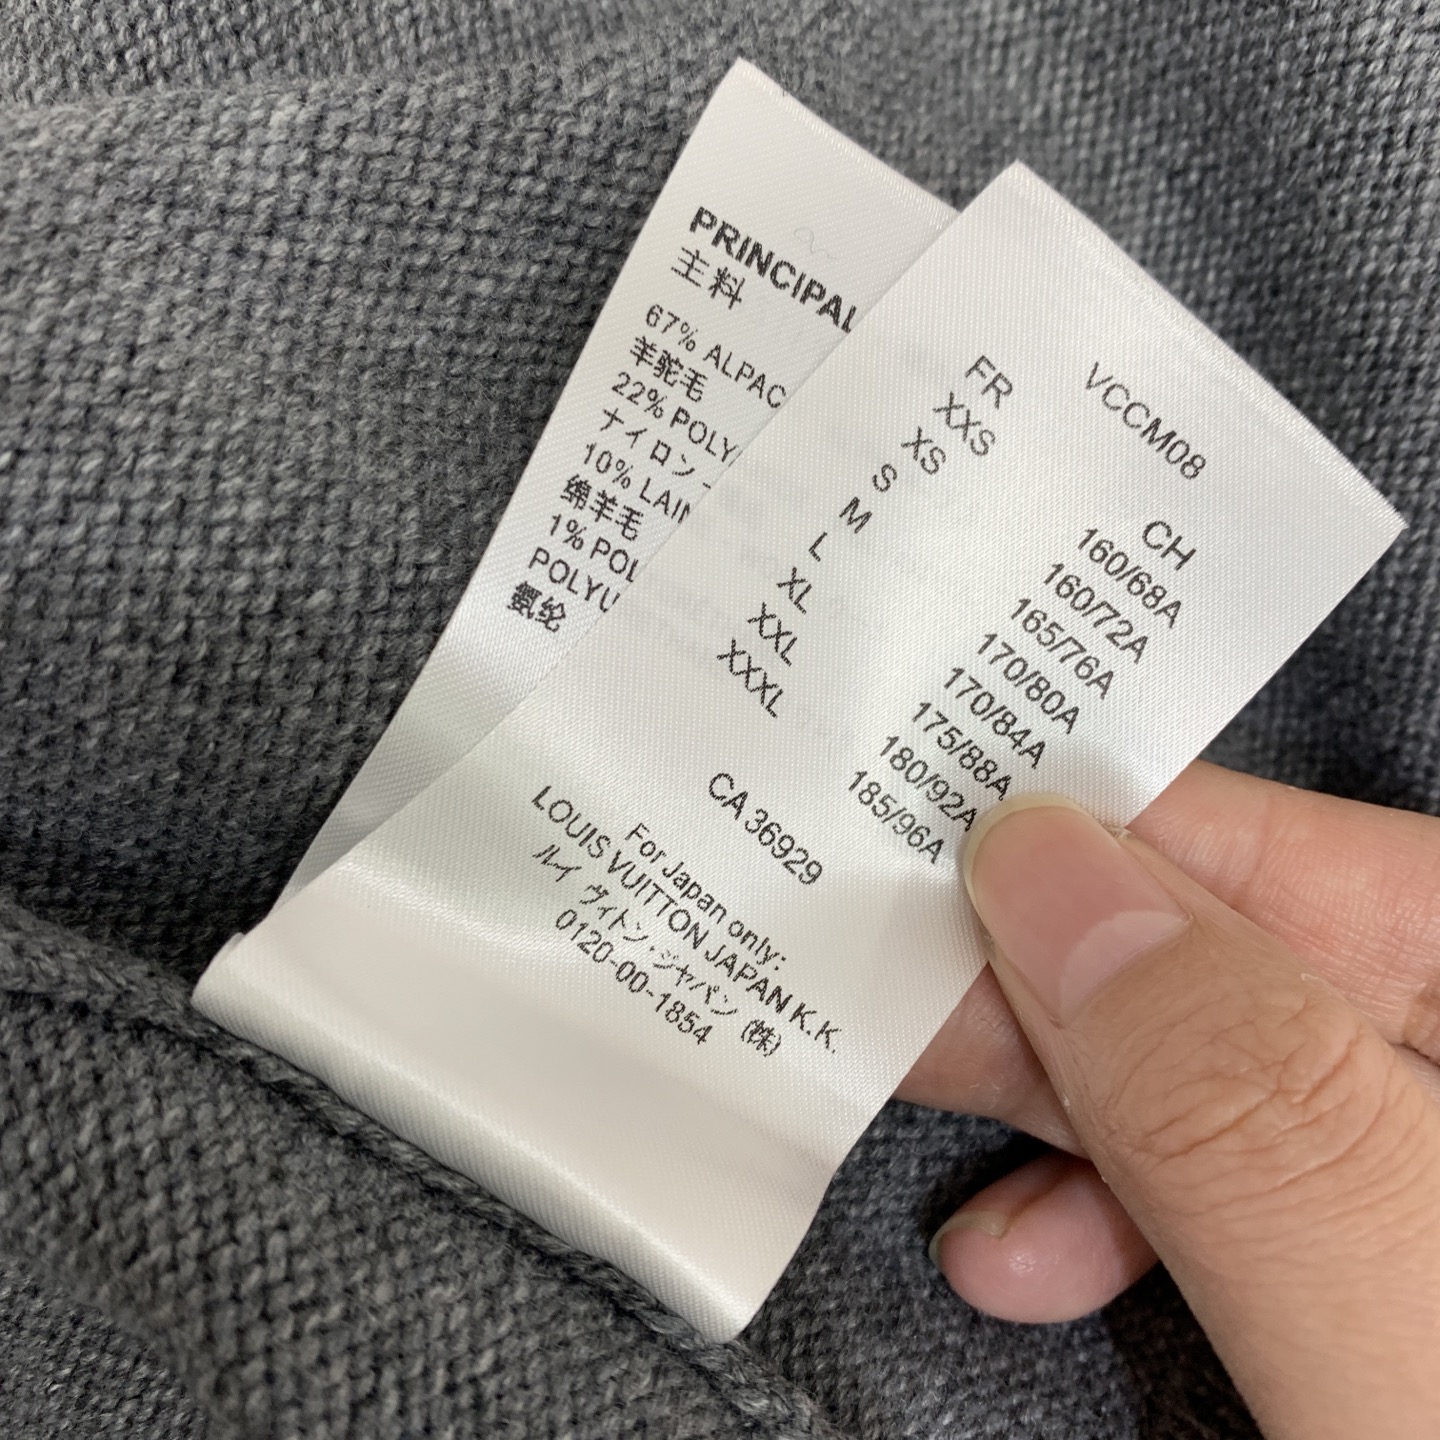 PRINCIPAL
主料
67% ALPAC
羊驼毛
22% POLY
ナイロン
10% LAIN
绵羊毛
1% POL
POLYU
氨纶
VCCM08
FR CH
XXS 160/68A
XS 160/72A
S 165/76A
M 170/80A
L 170/84A
XL 175/88A
XXL 180/92A
XXXL 185/96A
CA 36929
For Japan only:
LOUIS VUITTON JAPAN K.K.
ルイ ヴィトン・ジャパン (株)
0120-00-1854